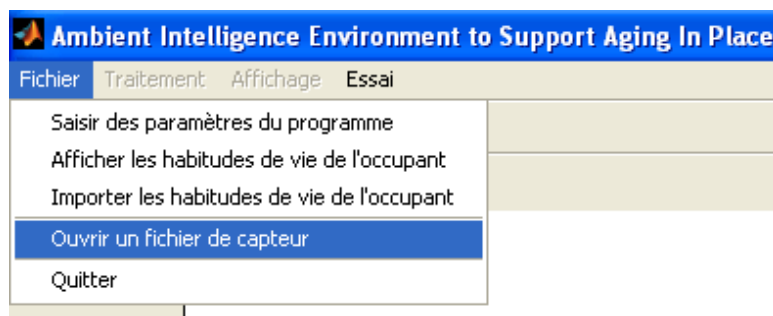 Ambient Intelligence Environment to Support Aging In Place
Fichier Traitement Affichage Essai
Saisir des paramètres du programme
Afficher les habitudes de vie de l'occupant
Importer les habitudes de vie de l'occupant
Ouvrir un fichier de capteur
Quitter